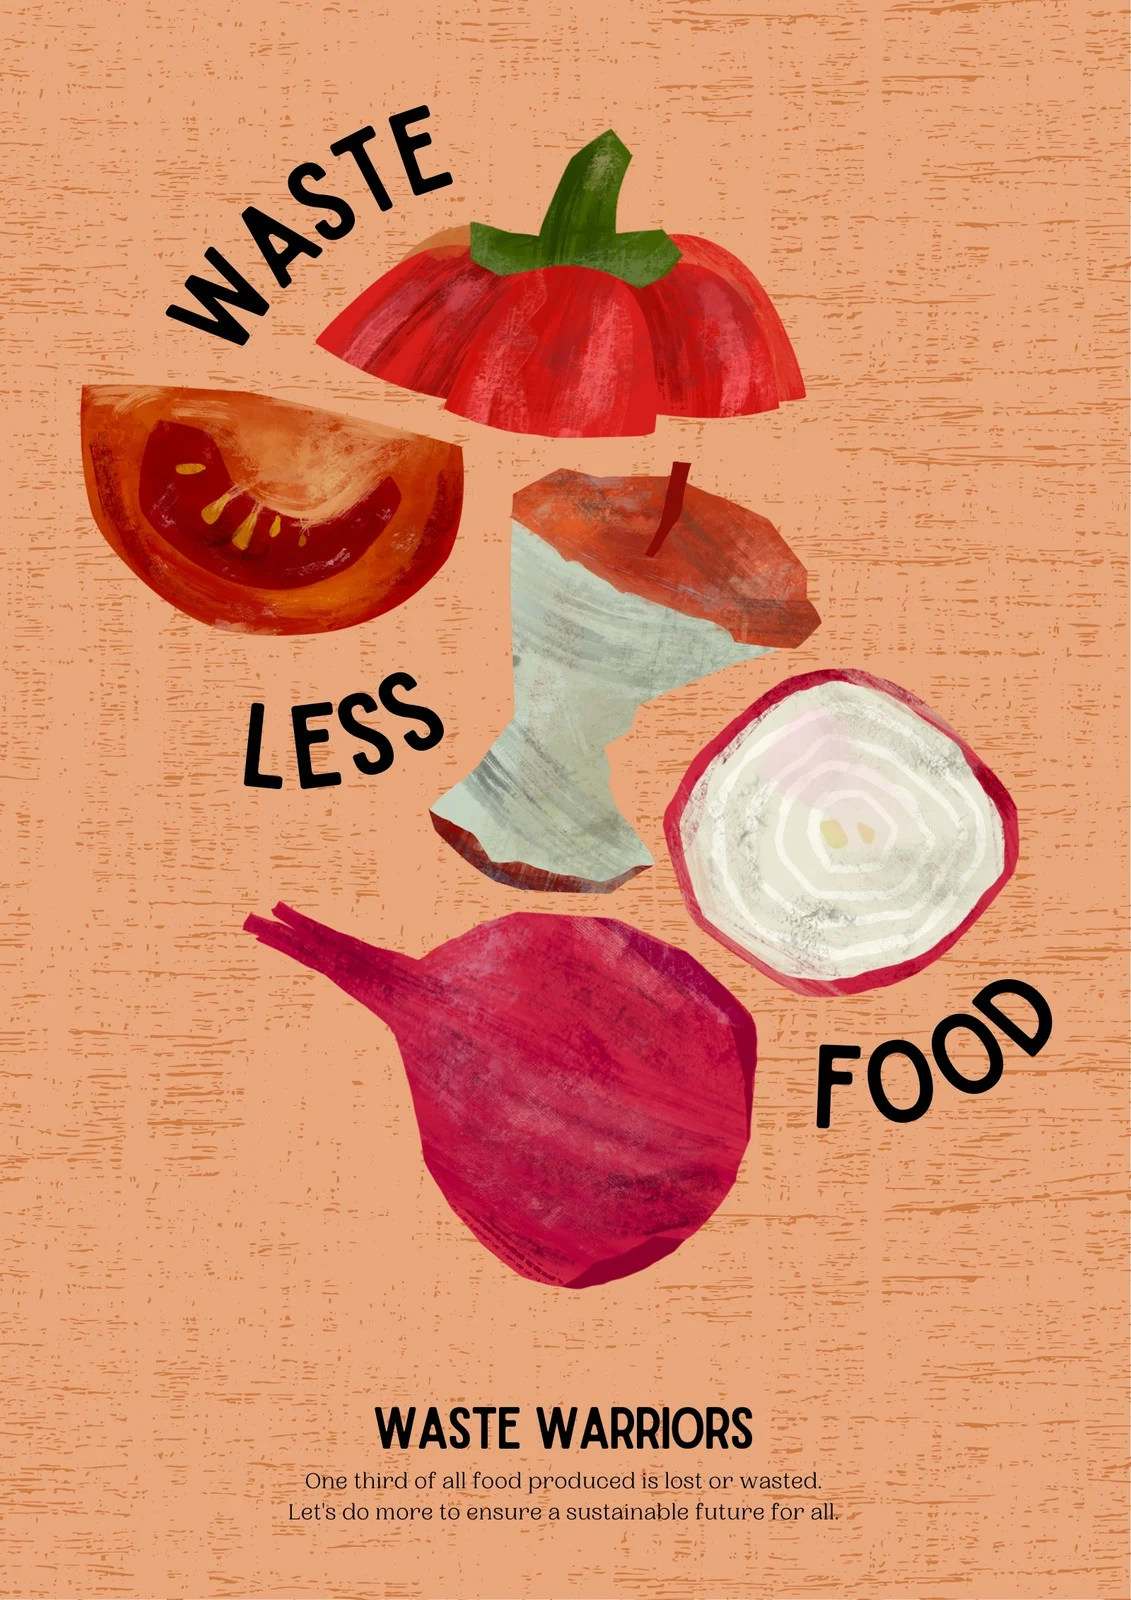 WASTE
LESS
FOOD
WASTE WARRIORS
One third of all food produced is lost or wasted.
Let's do more to ensure a sustainable future for all.